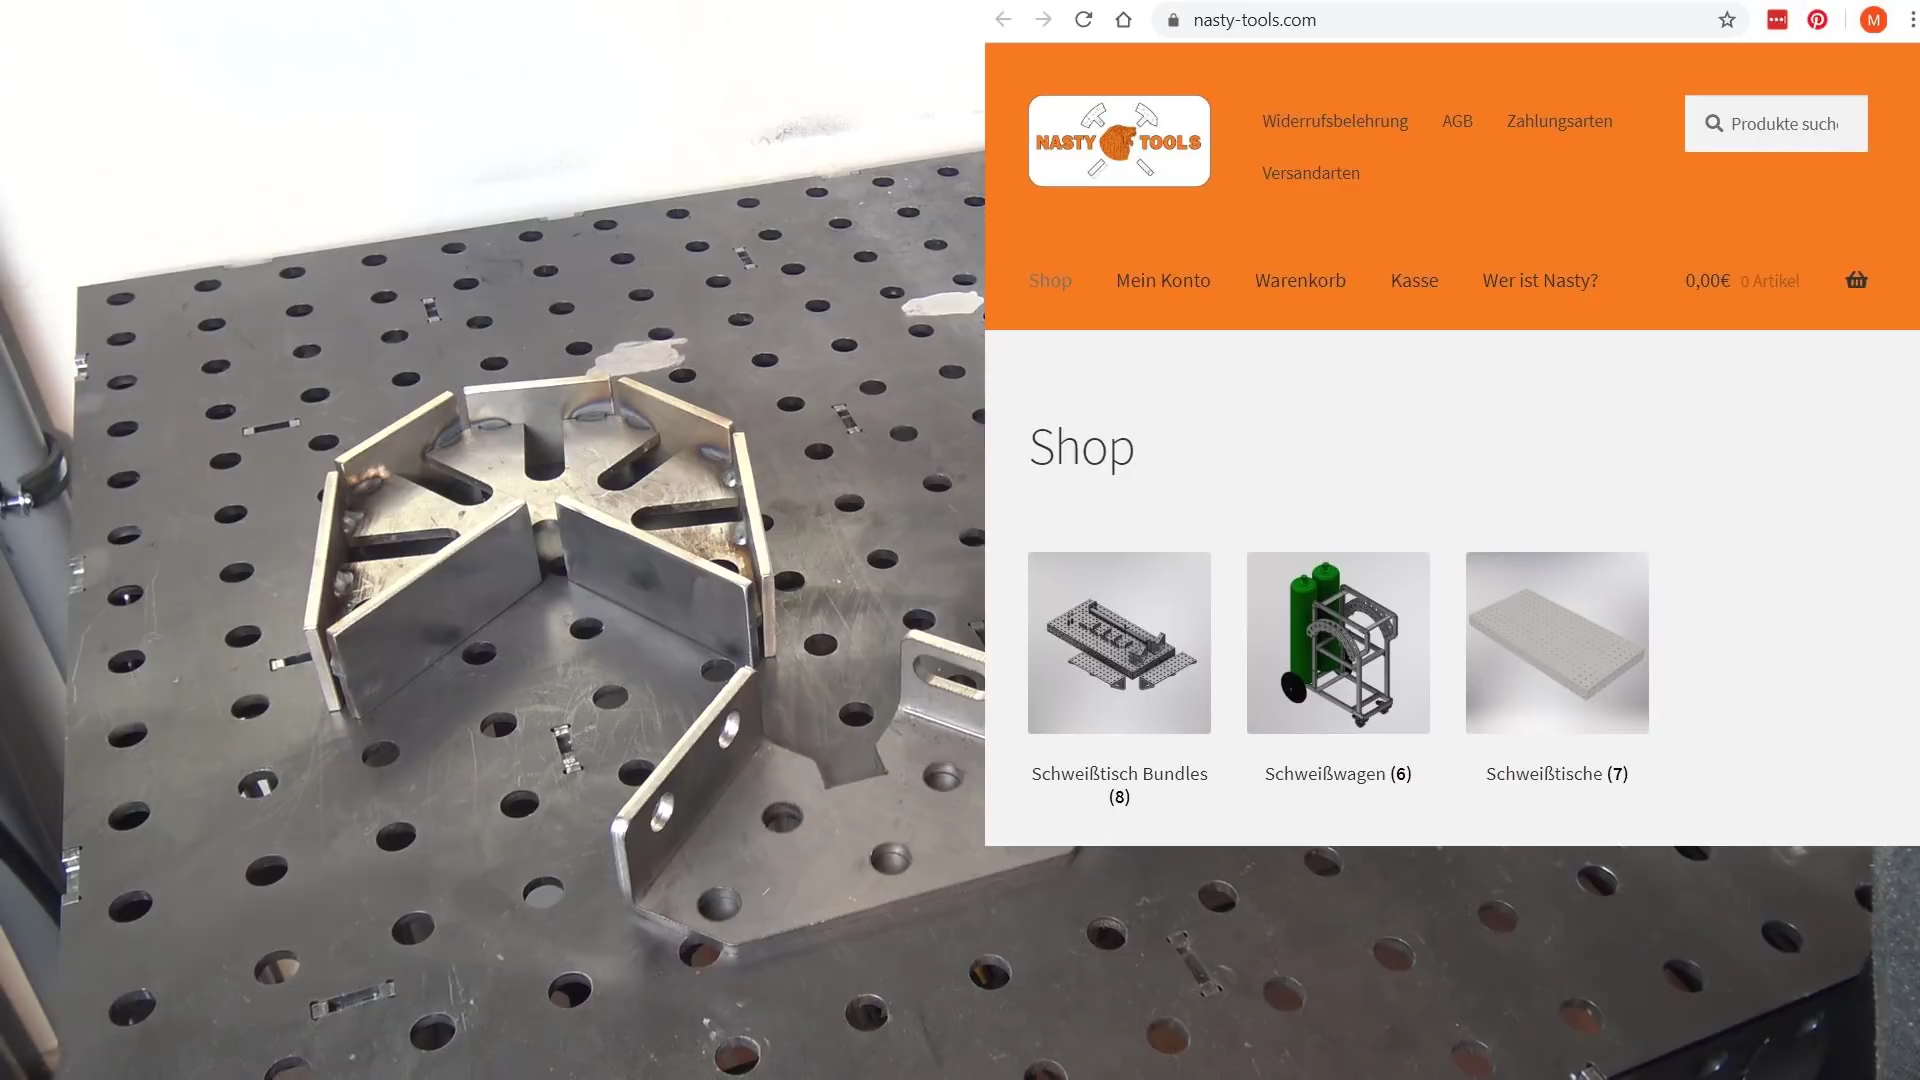 nasty-tools.com
M
NASTY TOOLS
Widerrufsbelehrung AGB Zahlungsarten
Versandarten
Produkte suche
Shop Mein Konto Warenkorb Kasse Wer ist Nasty? 0,00€ 0 Artikel
Shop
Schweißtisch Bundles
(8)
Schweißwagen (6)
Schweißtische (7)